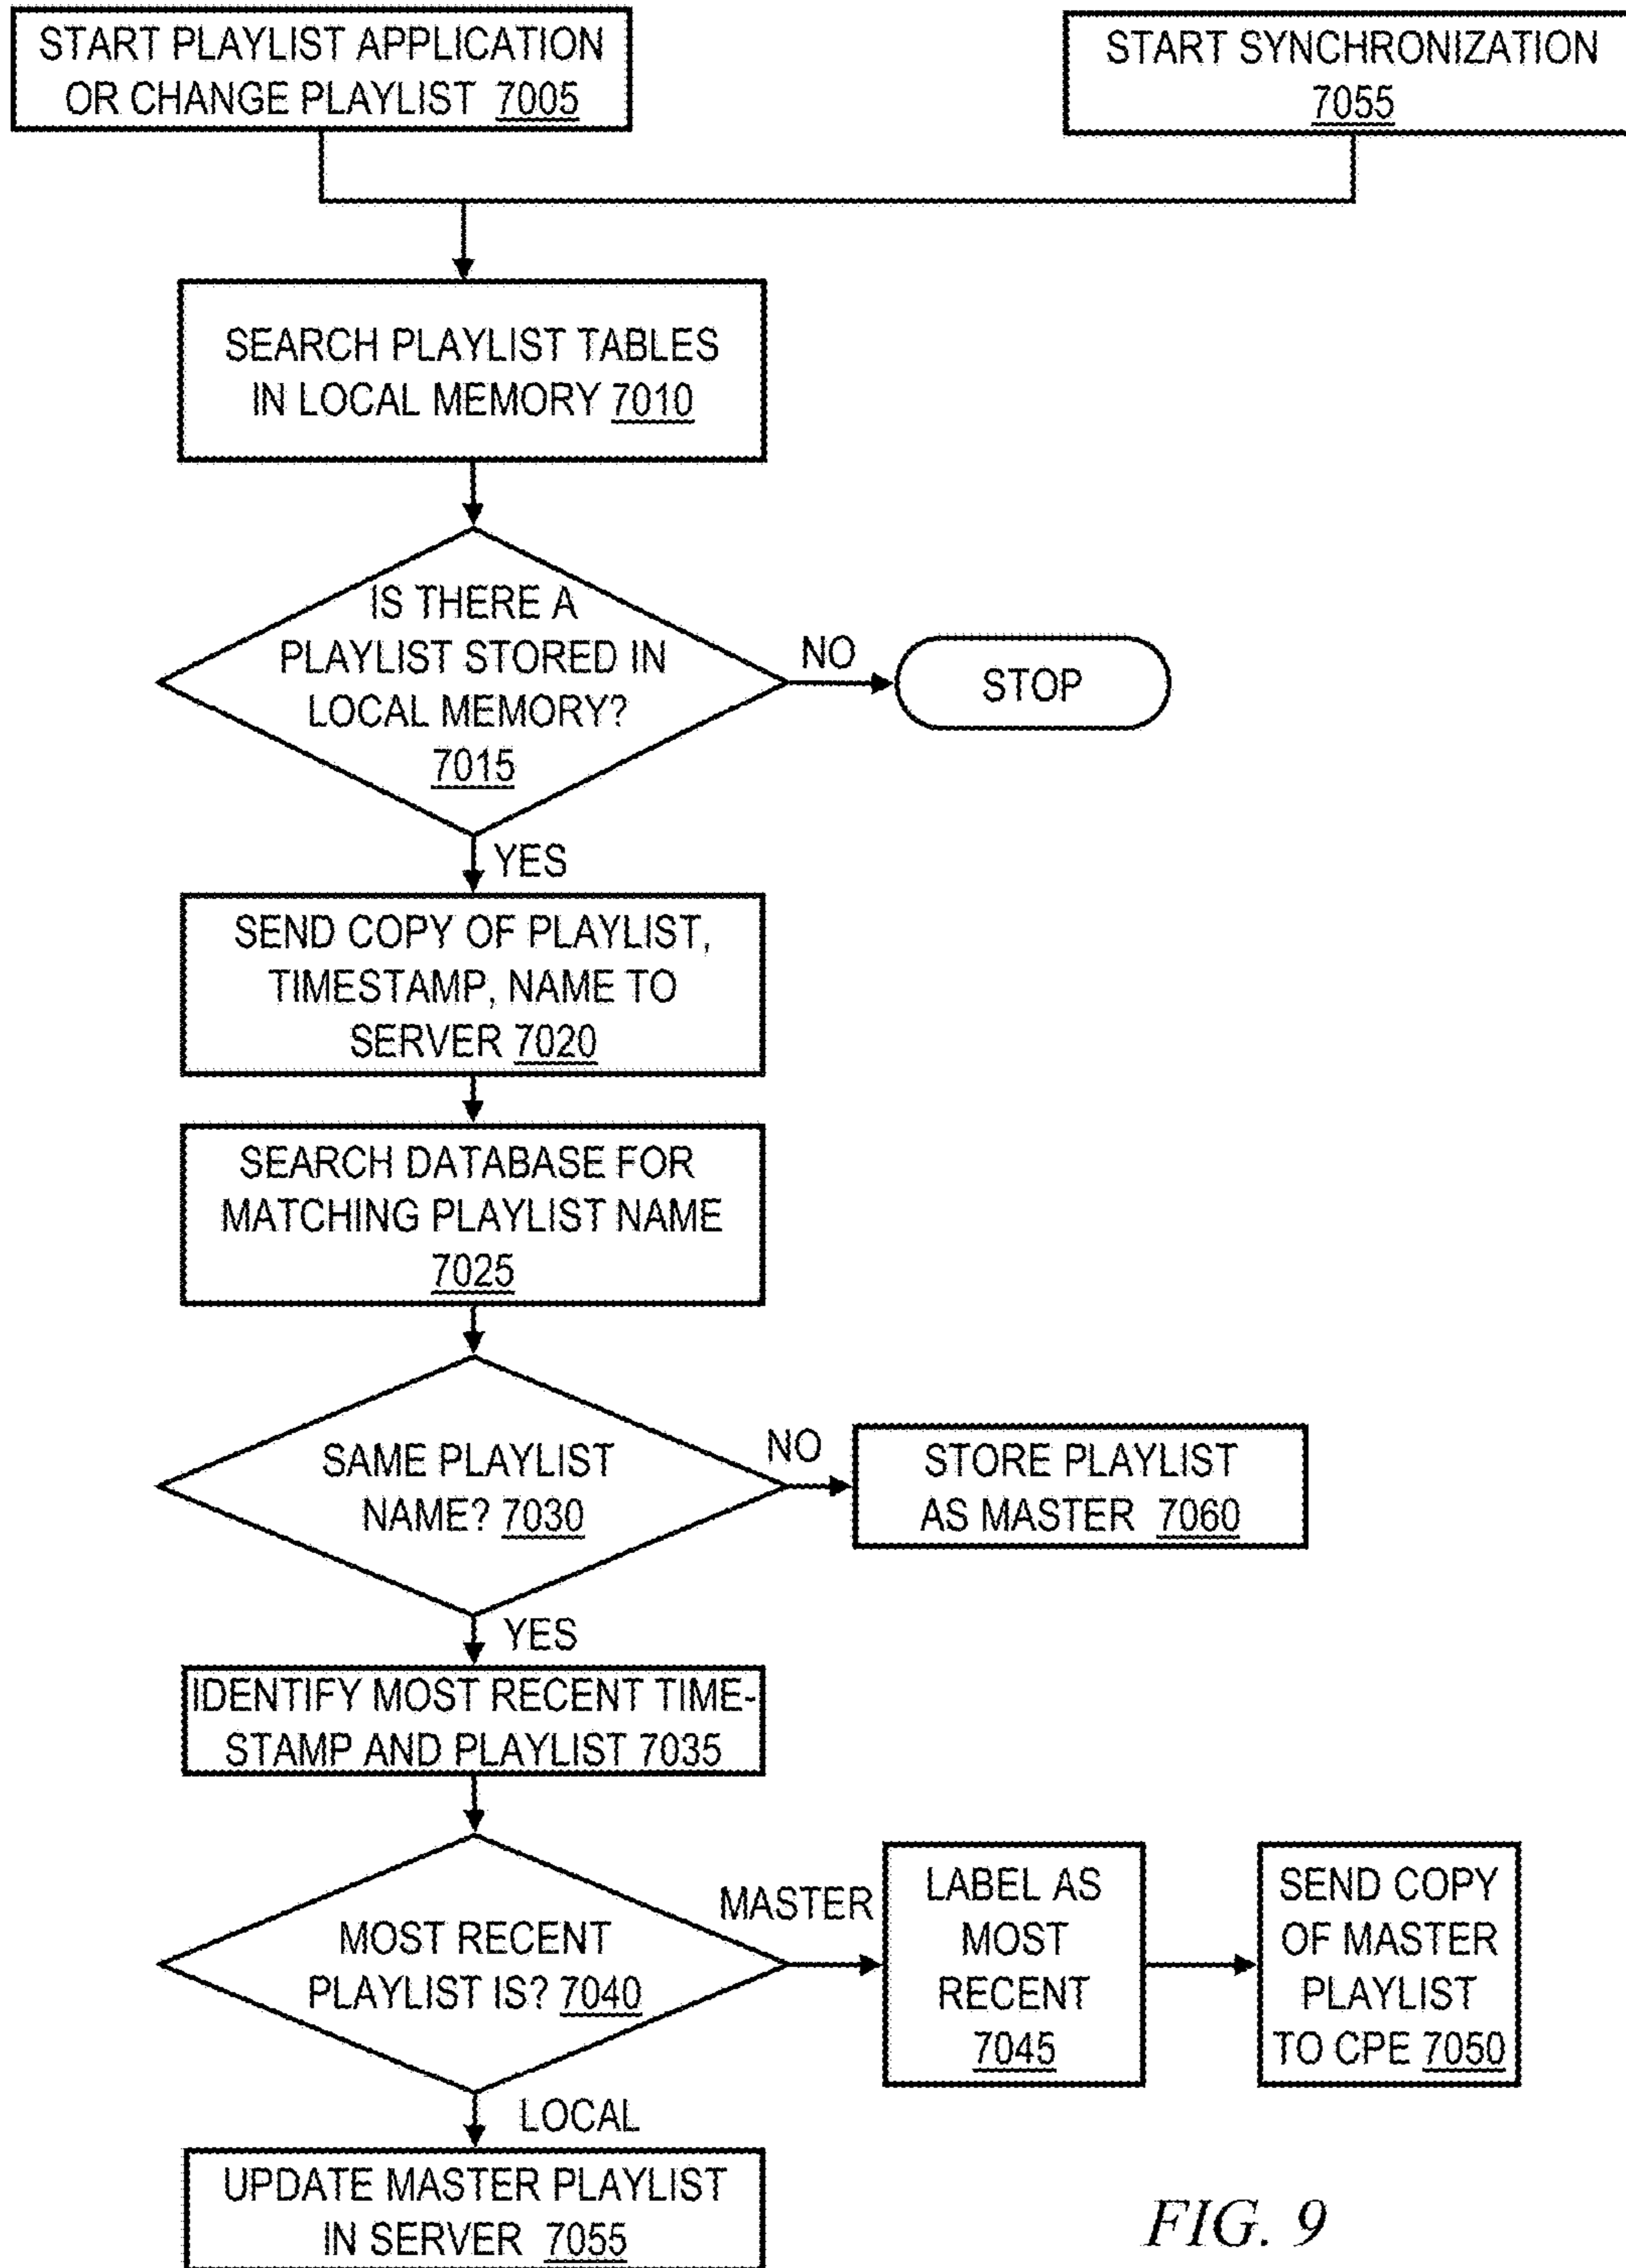 START PLAYLIST APPLICATION
OR CHANGE PLAYLIST 7005
START SYNCHRONIZATION
7055
SEARCH PLAYLIST TABLES
IN LOCAL MEMORY 7010
IS THERE A
PLAYLIST STORED IN
LOCAL MEMORY?
7015
NO
STOP
YES
SEND COPY OF PLAYLIST,
TIMESTAMP, NAME TO
SERVER 7020
SEARCH DATABASE FOR
MATCHING PLAYLIST NAME
7025
SAME PLAYLIST
NAME? 7030
NO
STORE PLAYLIST
AS MASTER 7060
YES
IDENTIFY MOST RECENT TIME-
STAMP AND PLAYLIST 7035
MOST RECENT
PLAYLIST IS? 7040
MASTER
LABEL AS
MOST
RECENT
7045
SEND COPY
OF MASTER
PLAYLIST
TO CPE 7050
LOCAL
UPDATE MASTER PLAYLIST
IN SERVER 7055
FIG. 9